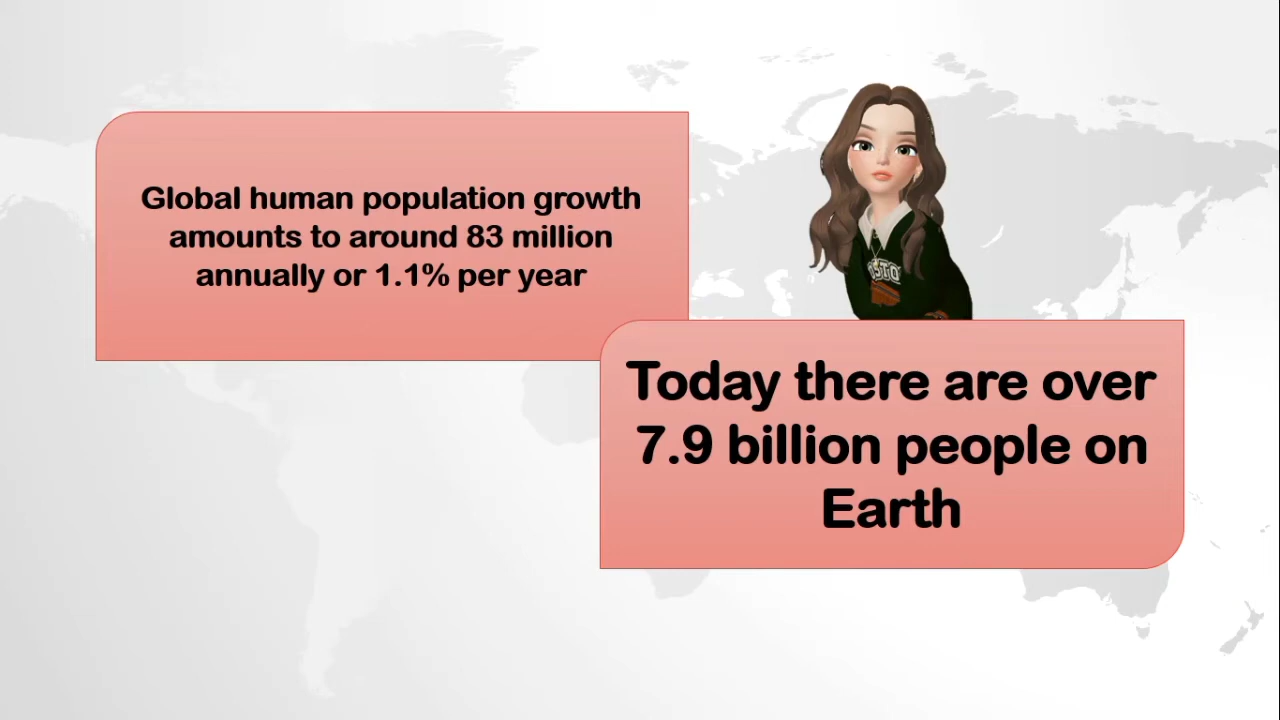 Global human population growth
amounts to around 83 million
annually or 1.1% per year
STO
Today there are over
7.9 billion people on
Earth